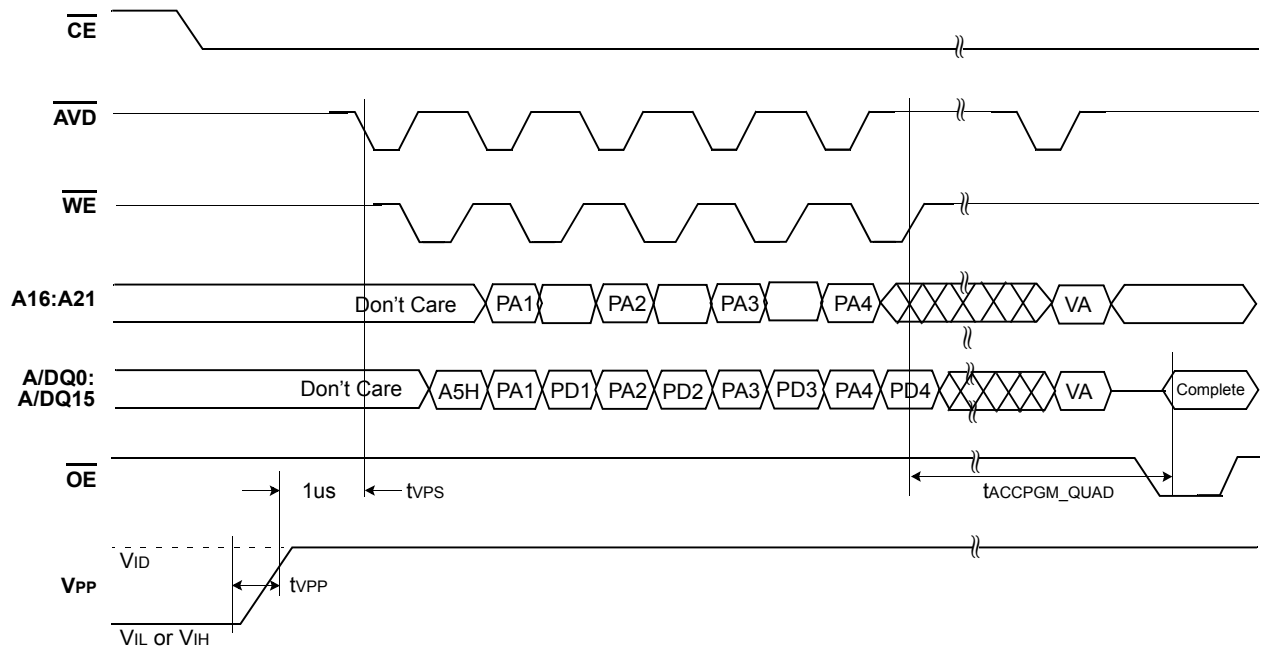 CE
AVD
WE
A16:A21 Don't Care PA1 PA2 PA3 PA4 VA
A/DQ0:
A/DQ15 Don't Care A5H PA1 PD1 PA2 PD2 PA3 PD3 PA4 PD4 VA Complete
OE
1us tVPS tACCPGM_QUAD
VID
VPP tVPP
VIL or VIH